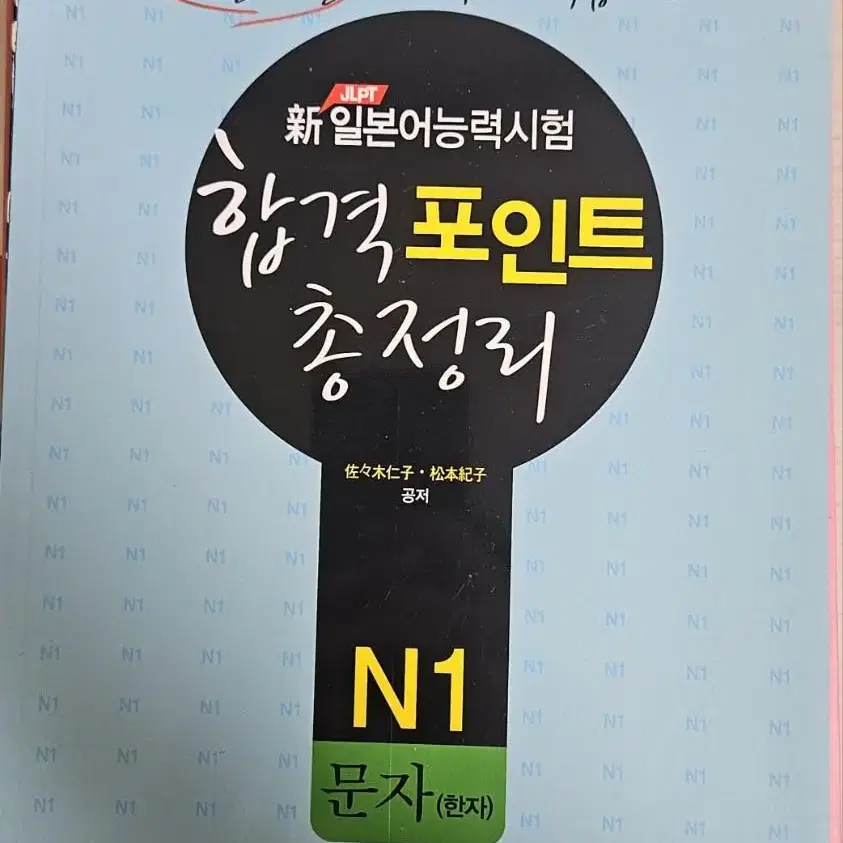 JLPT
新 일본어능력시험
합격 포인트
총정리
佐々木仁子・松本紀子
공저
N1
문자(한자)